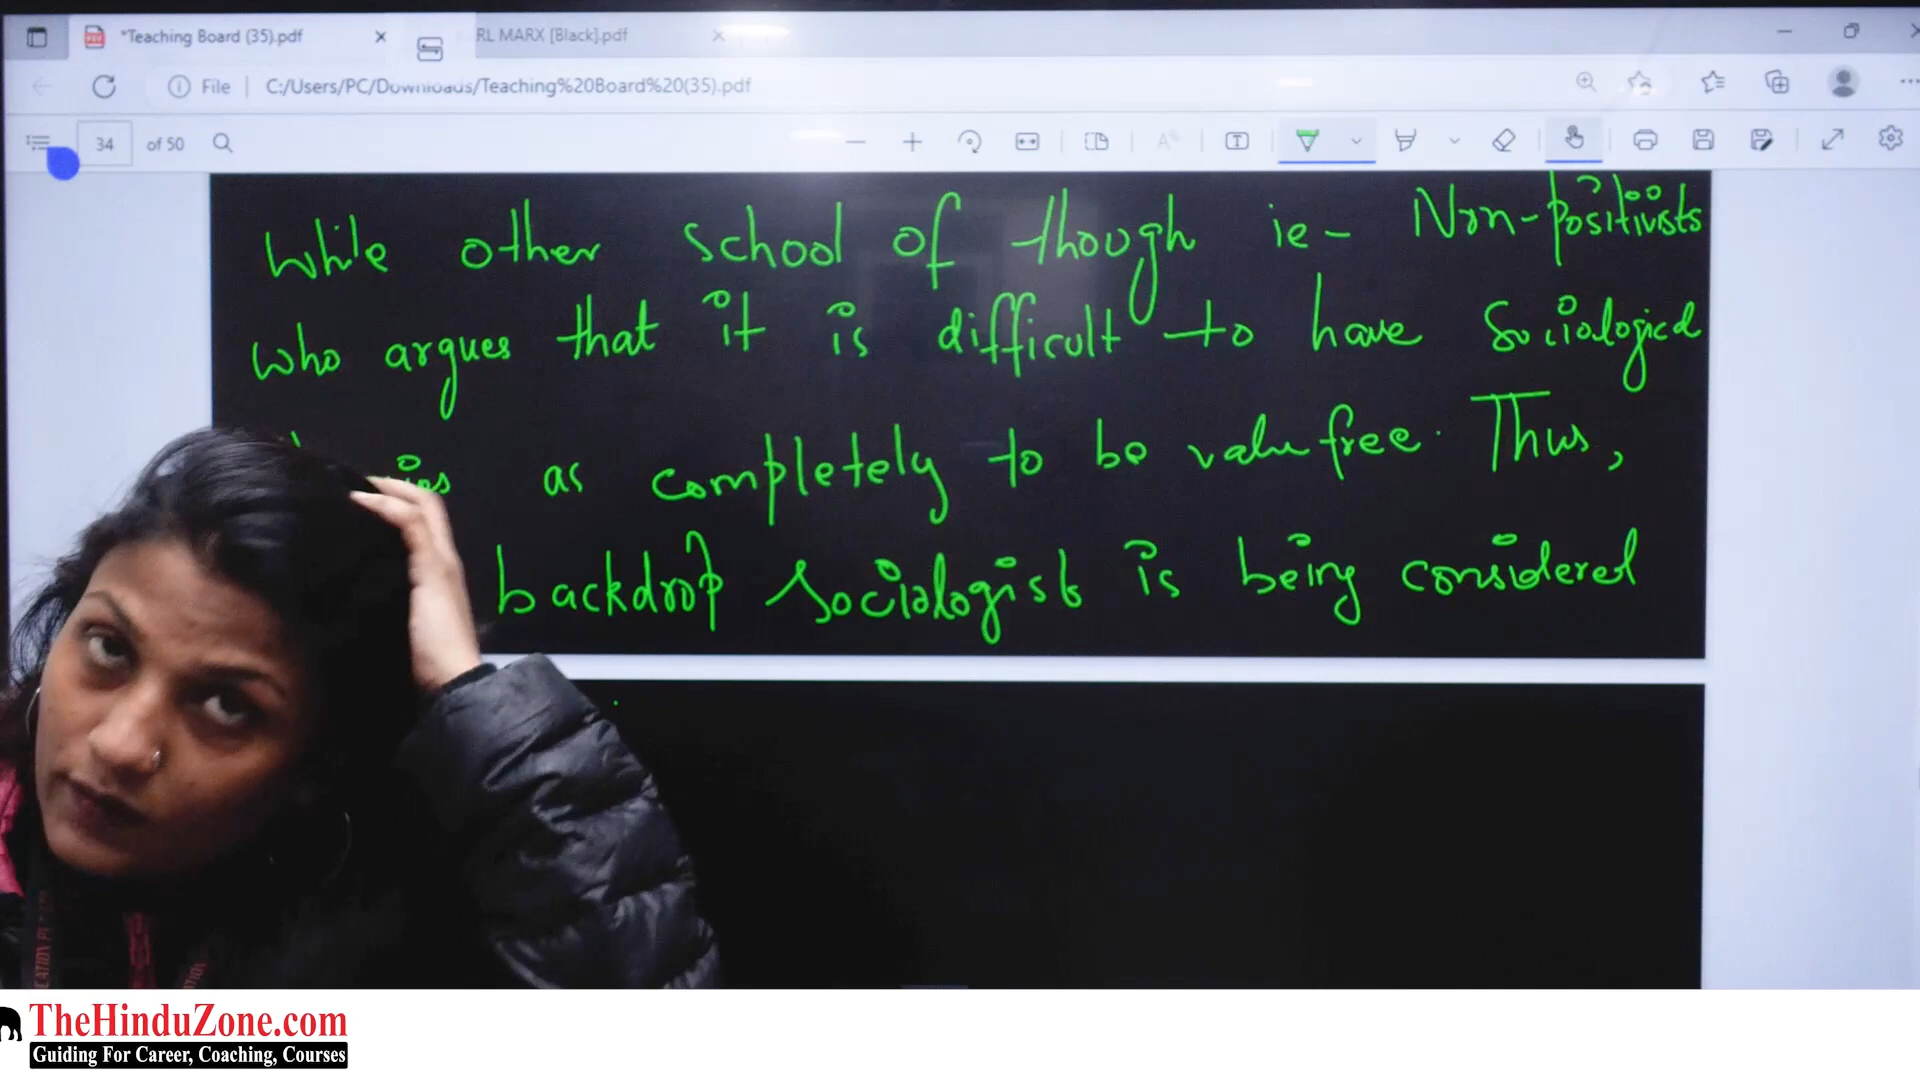 *Teaching Board (35).pdf
RL MARX [Black].pdf
File C:/Users/PC/Downloads/Teaching%20Board%20(35).pdf
34 of 50
While other school of though ie- Non-positivists
who argues that it is difficult to have Sociological
as completely to be value free. Thus,
backdrop sociologists is being considered
TheHinduZone.com
Guiding For Career, Coaching, Courses